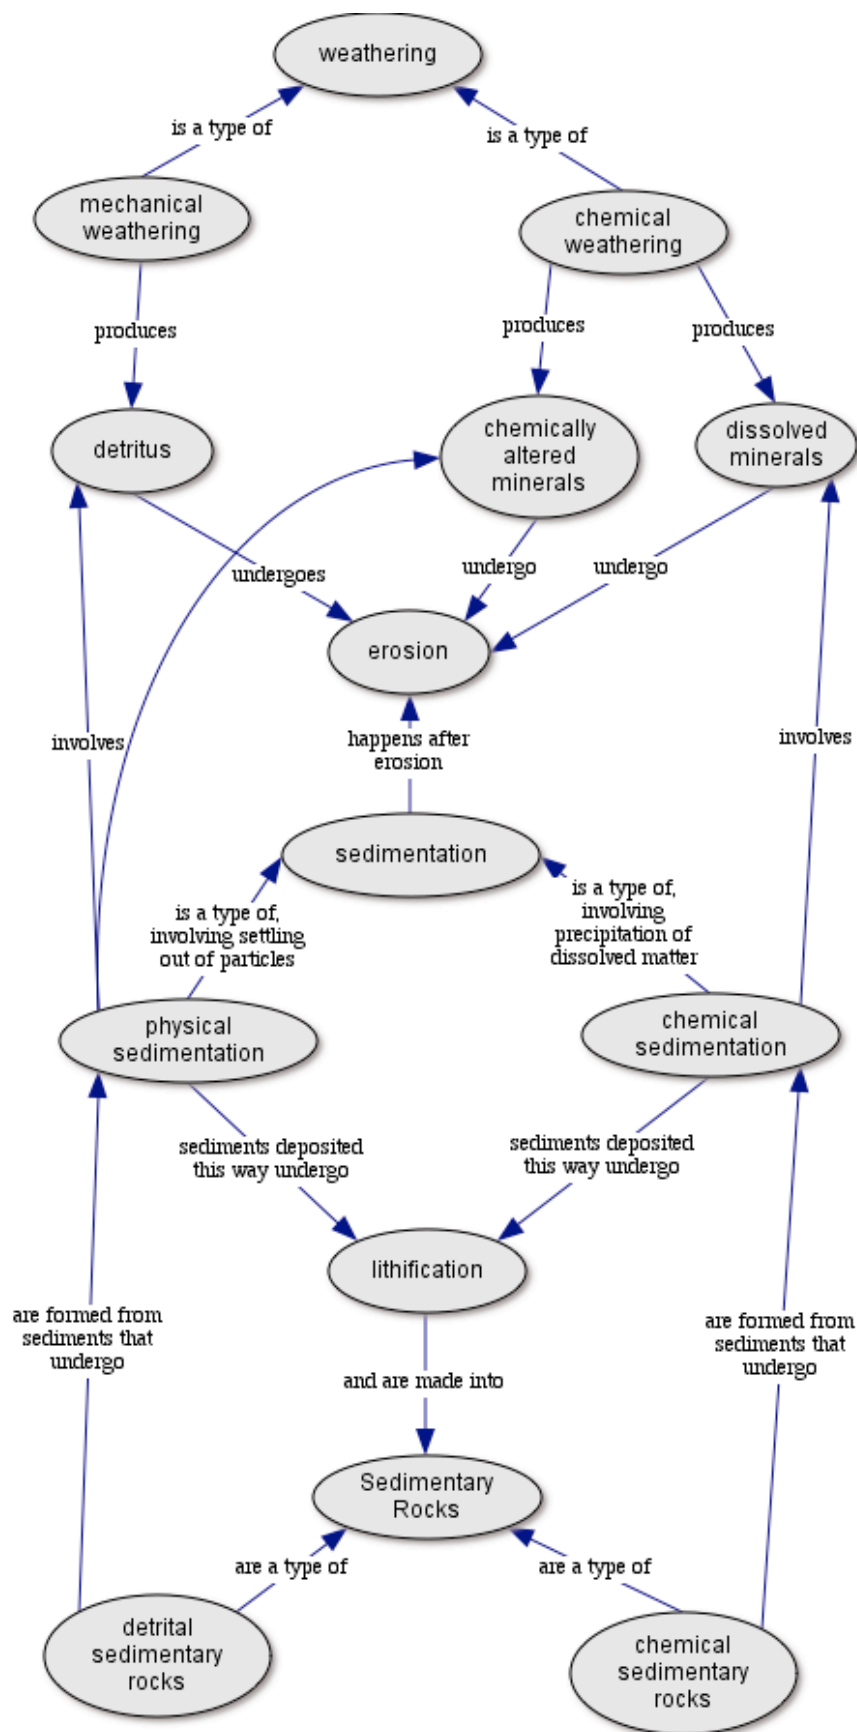 weathering
is a type of
is a type of
mechanical
weathering
chemical
weathering
produces
produces
produces
detritus
chemically
altered
minerals
dissolved
minerals
undergoes
undergo
undergo
erosion
involves
happens after
erosion
involves
sedimentation
is a type of,
involving settling
out of particles
is a type of,
involving
precipitation of
dissolved matter
physical
sedimentation
chemical
sedimentation
sediments deposited
this way undergo
sediments deposited
this way undergo
lithification
are formed from
sediments that
undergo
are formed from
sediments that
undergo
and are made into
Sedimentary
Rocks
are a type of
are a type of
detrital
sedimentary
rocks
chemical
sedimentary
rocks